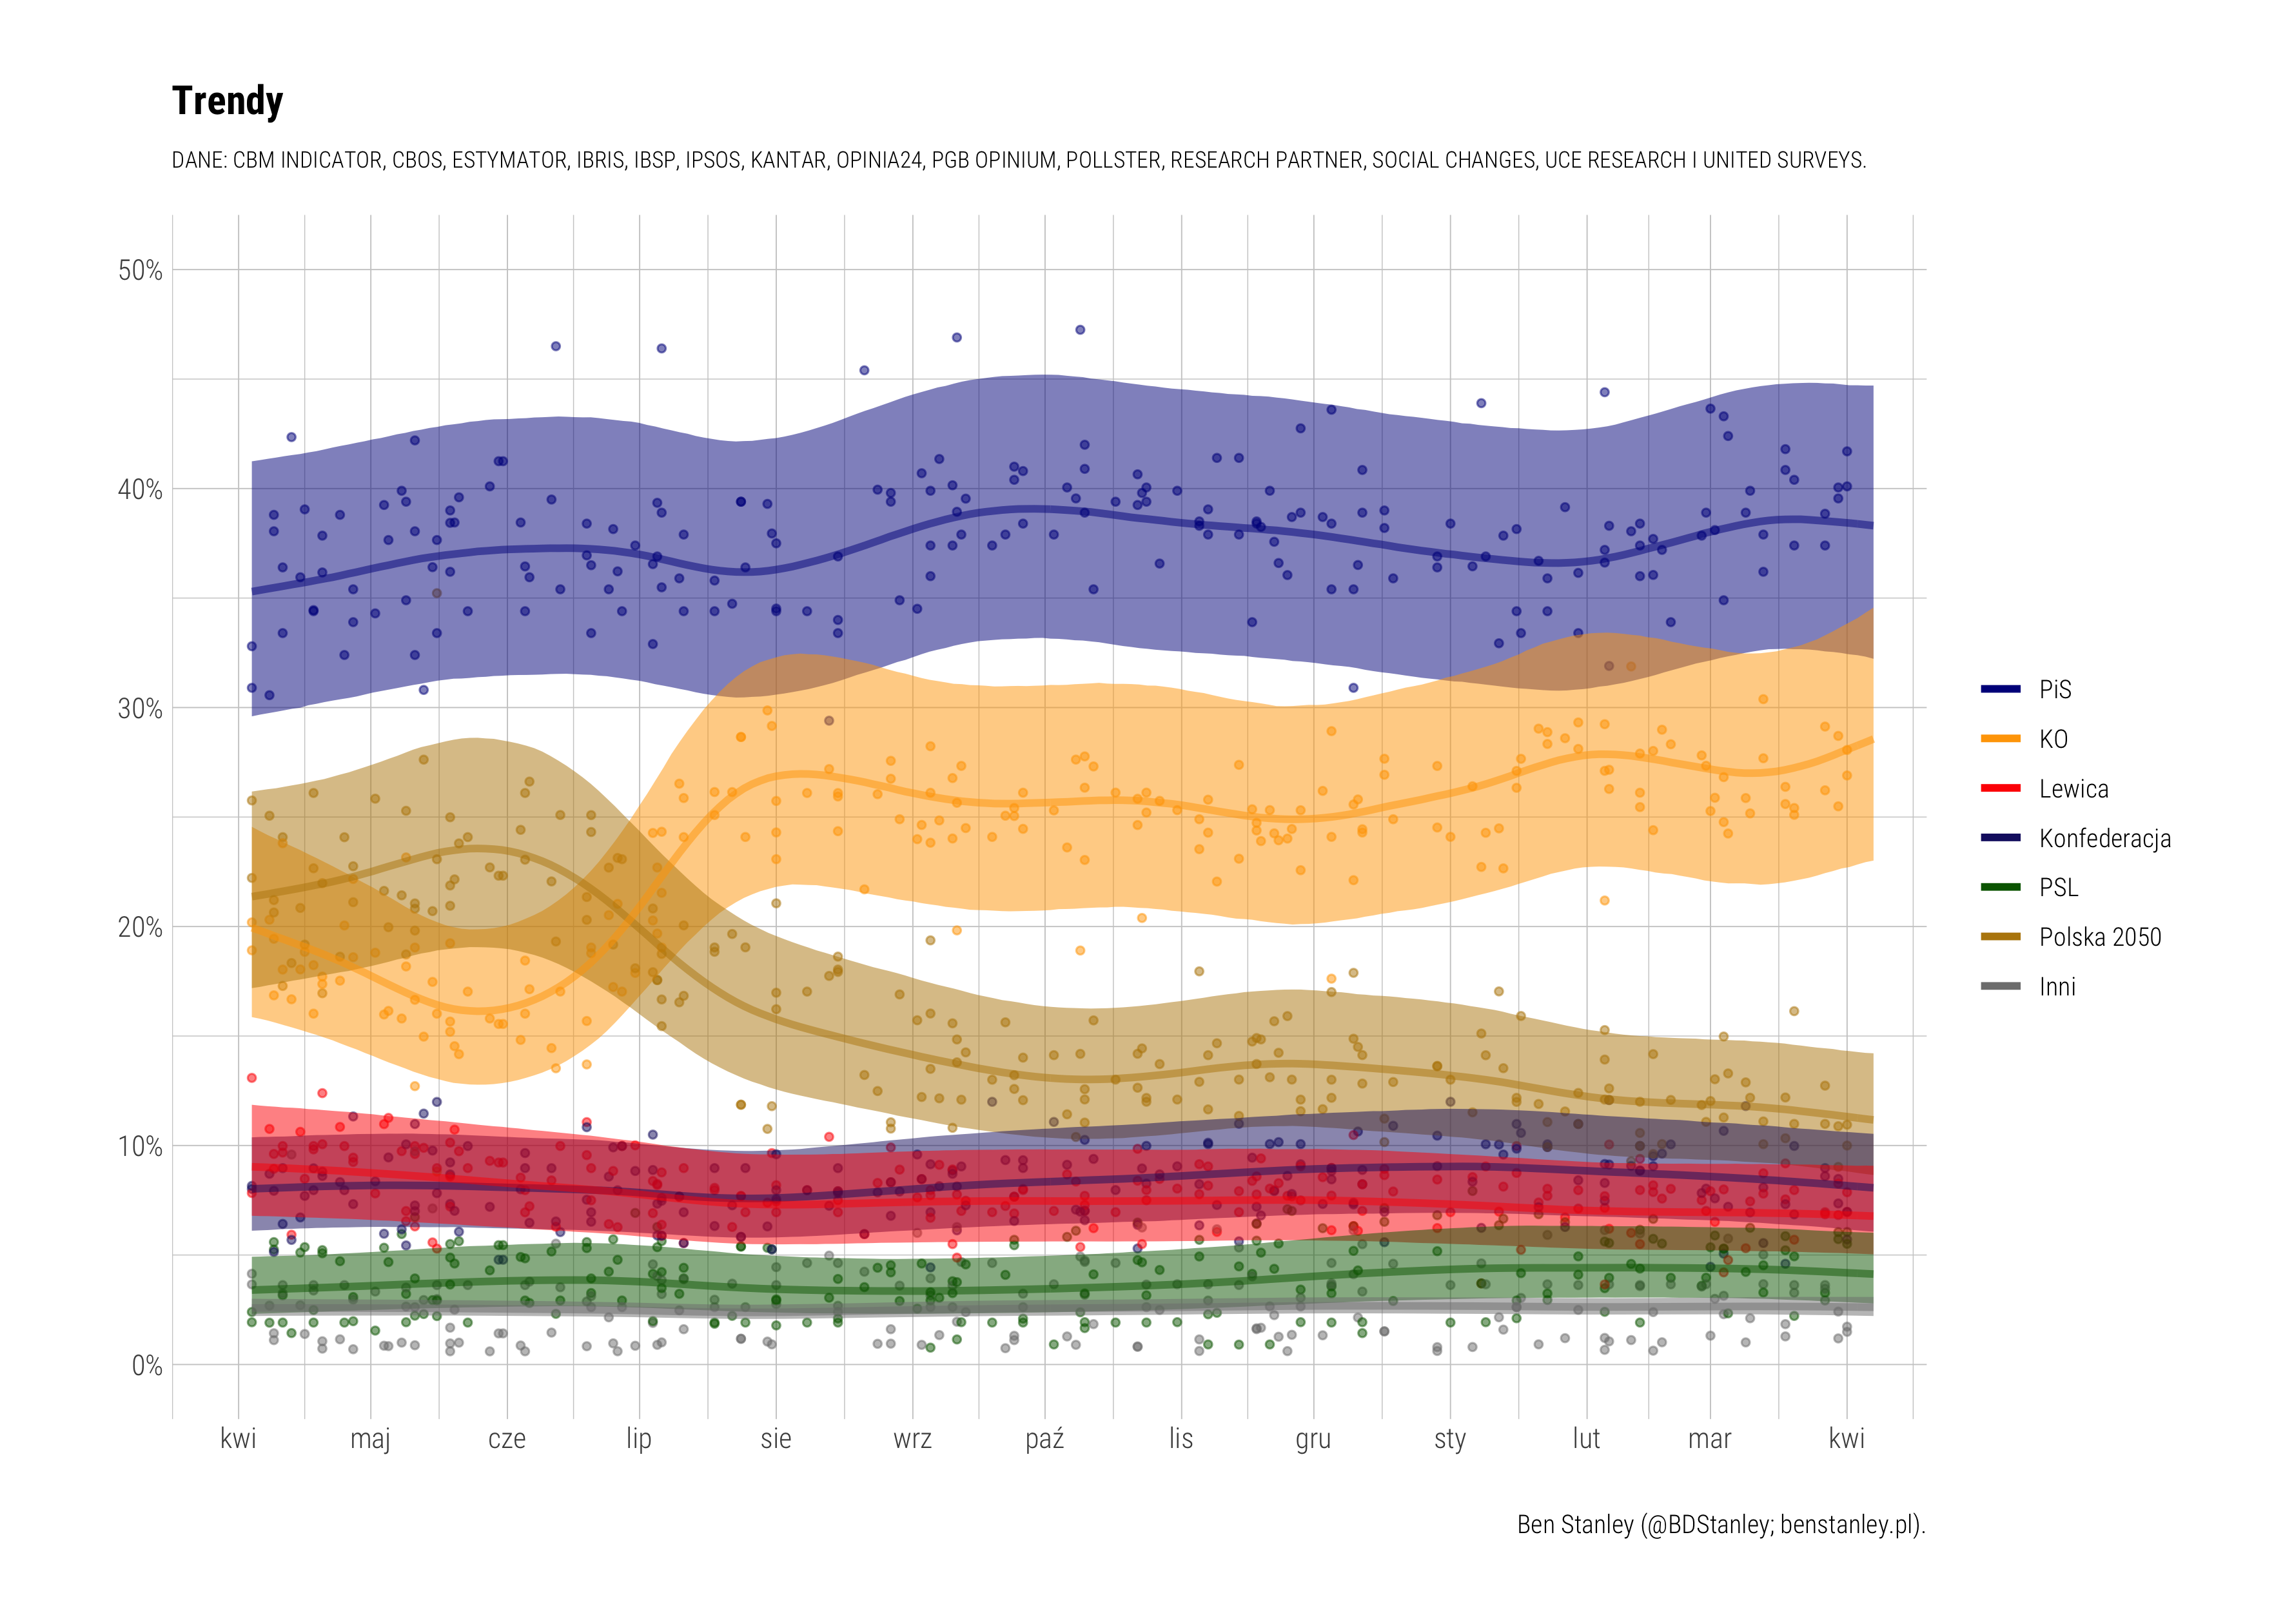 Trendy
DANE: CBM INDICATOR, CBOS, ESTYMATOR, IBRIS, IBSP, IPSOS, KANTAR, OPINIA24, PGB OPINIUM, POLLSTER, RESEARCH PARTNER, SOCIAL CHANGES, UCE RESEARCH I UNITED SURVEYS.
50%
40%
30%
20%
10%
0%
kwi maj cze lip sie wrz paź lis gru sty lut mar kwi
PiS
KO
Lewica
Konfederacja
PSL
Polska 2050
Inni
Ben Stanley (@BDStanley; benstanley.pl).